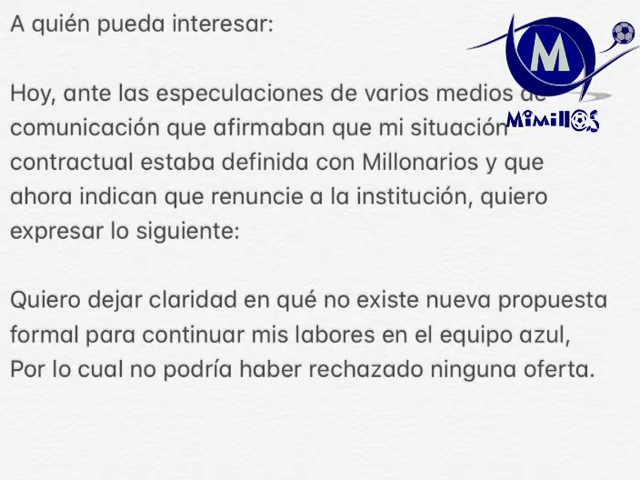 A quién pueda interesar:
Hoy, ante las especulaciones de varios medios de
comunicación que afirmaban que mi situación
contractual estaba definida con Millonarios y que
ahora indican que renuncie a la institución, quiero
expresar lo siguiente:
Quiero dejar claridad en qué no existe nueva propuesta
formal para continuar mis labores en el equipo azul,
Por lo cual no podría haber rechazado ninguna oferta.
M
MiMillOS